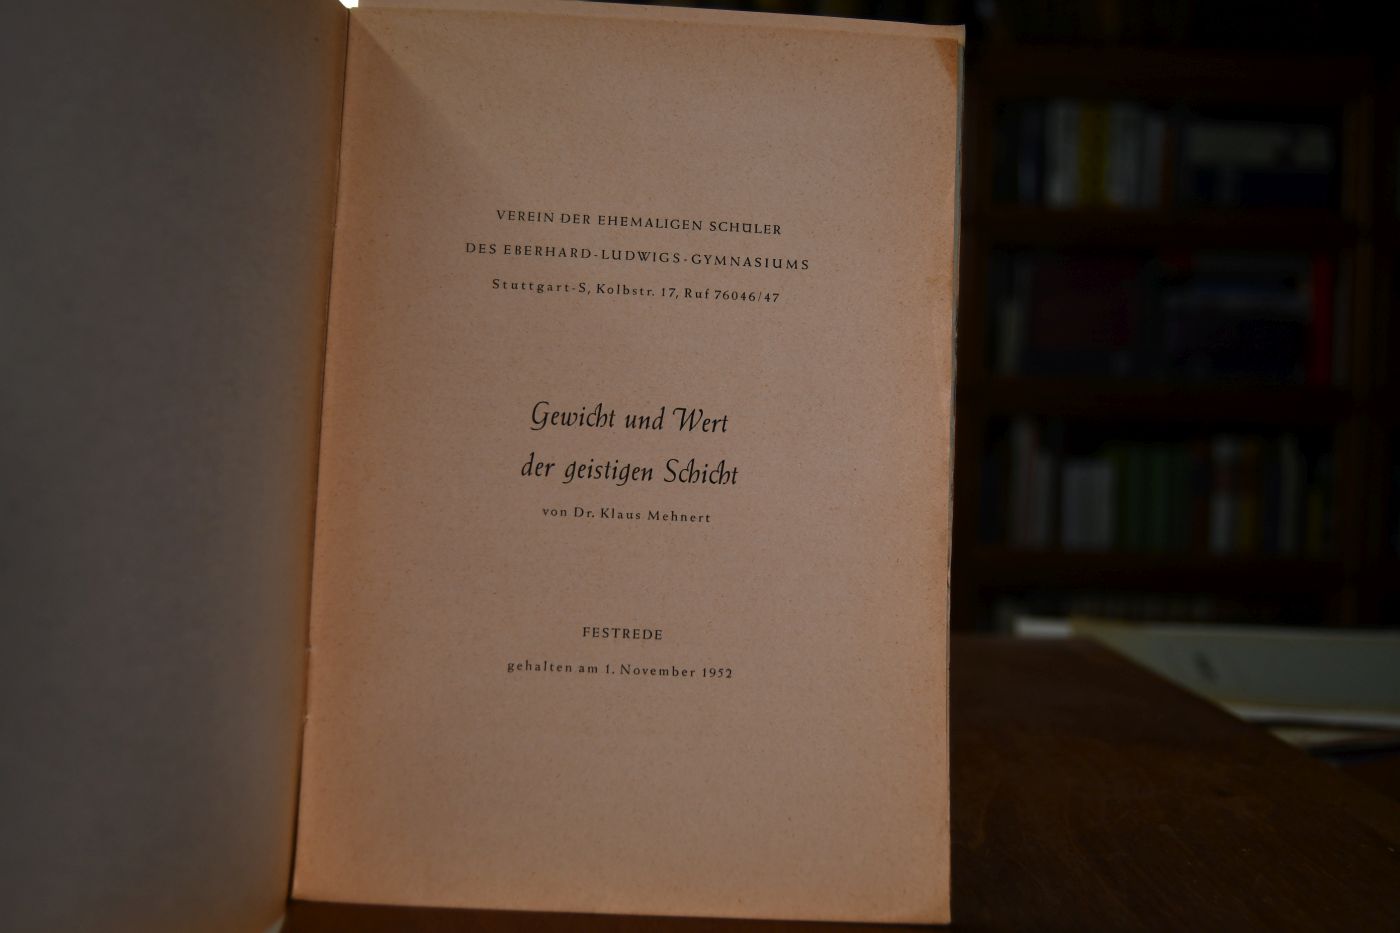 VEREIN DER EHEMALIGEN SCHÜLER
DES EBERHARD-LUDWIGS-GYMNASIUMS
Stuttgart-S, Kolbstr. 17, Ruf 76046/47
Gewicht und Wert
der geistigen Schicht
von Dr. Klaus Mehnert
FESTREDE
gehalten am 1. November 1952